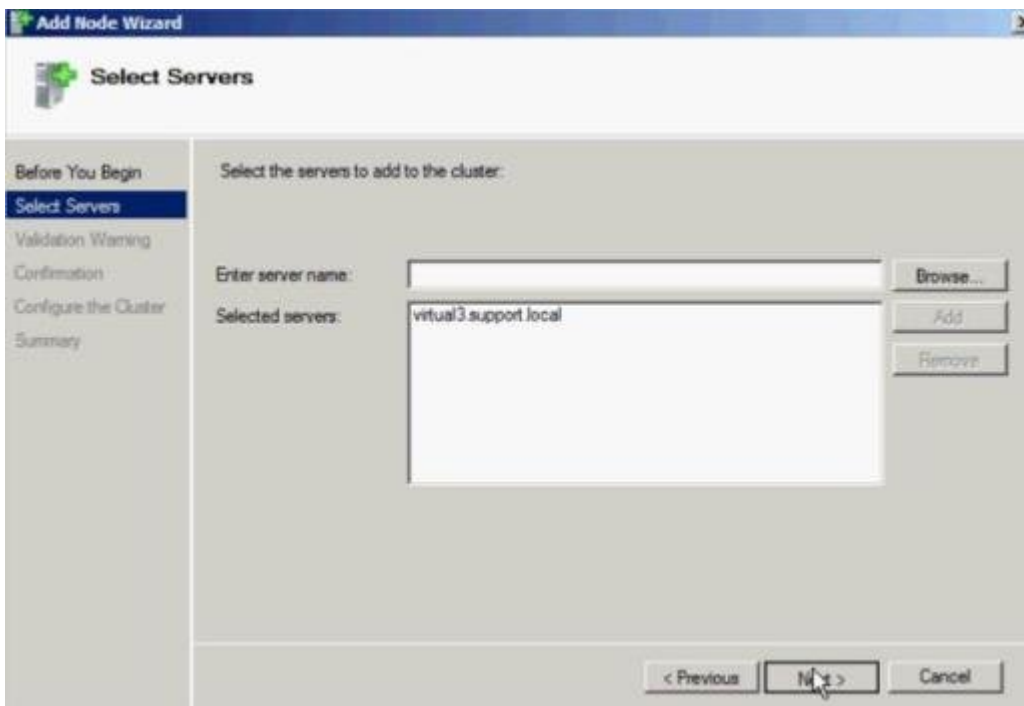 Add Node Wizard
Select Servers
Before You Begin
Select Servers
Validation Warning
Confirmation
Configure the Cluster
Summary
Select the servers to add to the cluster:
Enter server name:
Browse...
Selected servers:
virtual3.support.local
Add
Remove
< Previous
Next >
Cancel